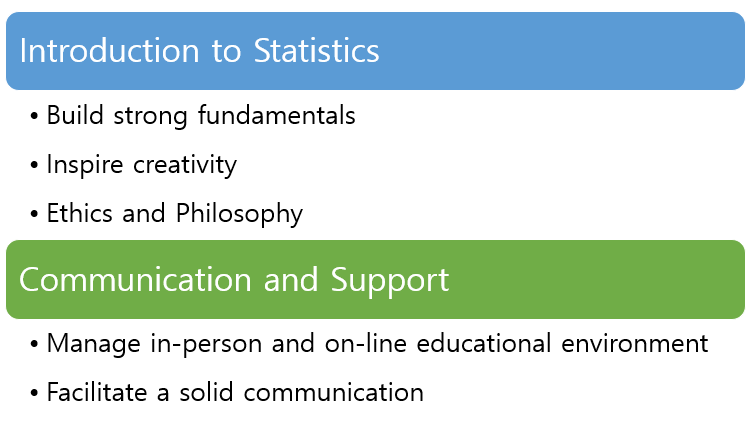 Introduction to Statistics
• Build strong fundamentals
• Inspire creativity
• Ethics and Philosophy
Communication and Support
• Manage in-person and on-line educational environment
• Facilitate a solid communication